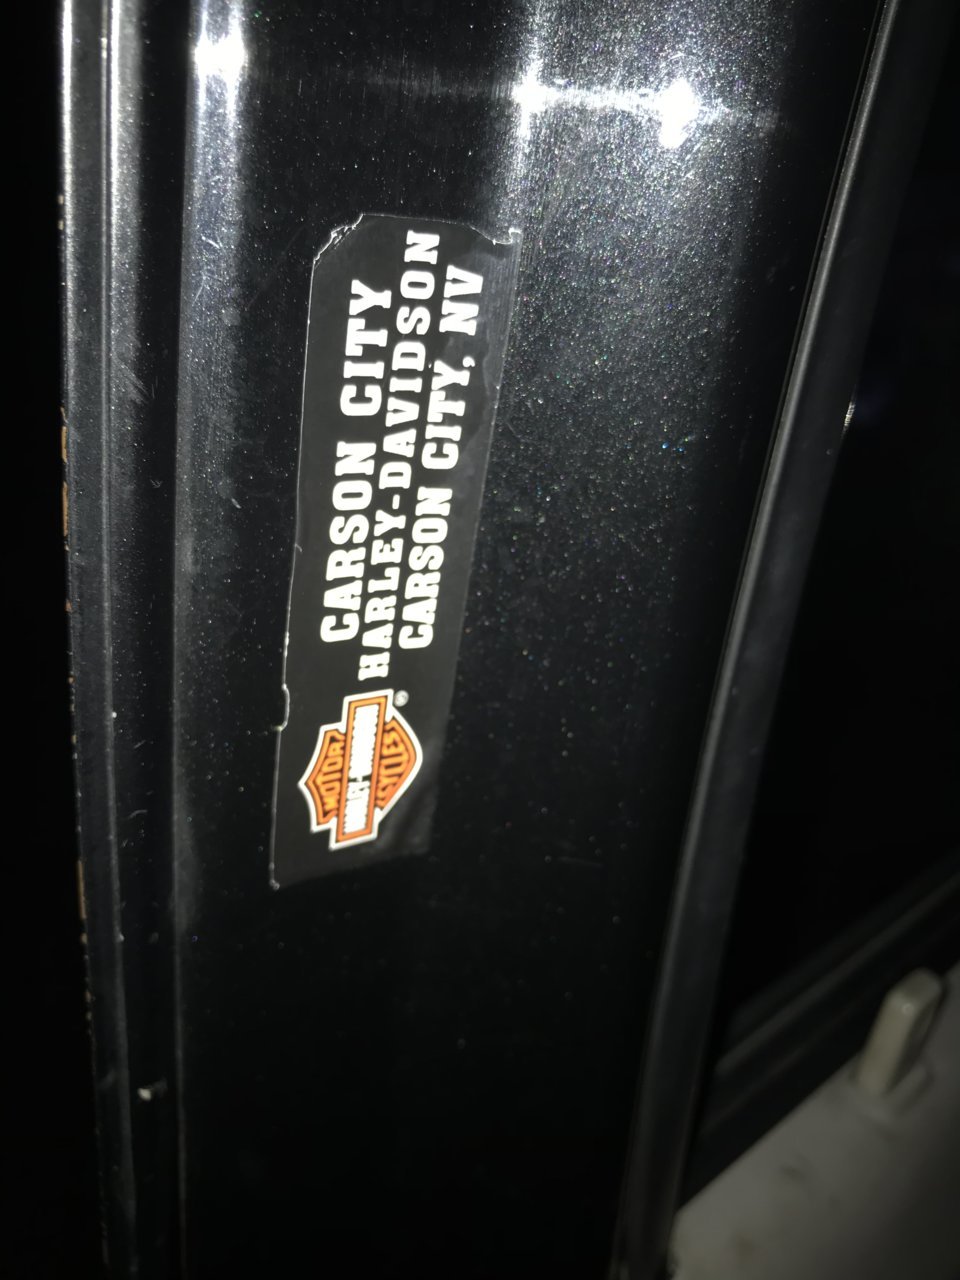 CARSON CITY
HARLEY-DAVIDSON
CARSON CITY, NV
MOTOR
HARLEY-DAVIDSON
CYCLES
®